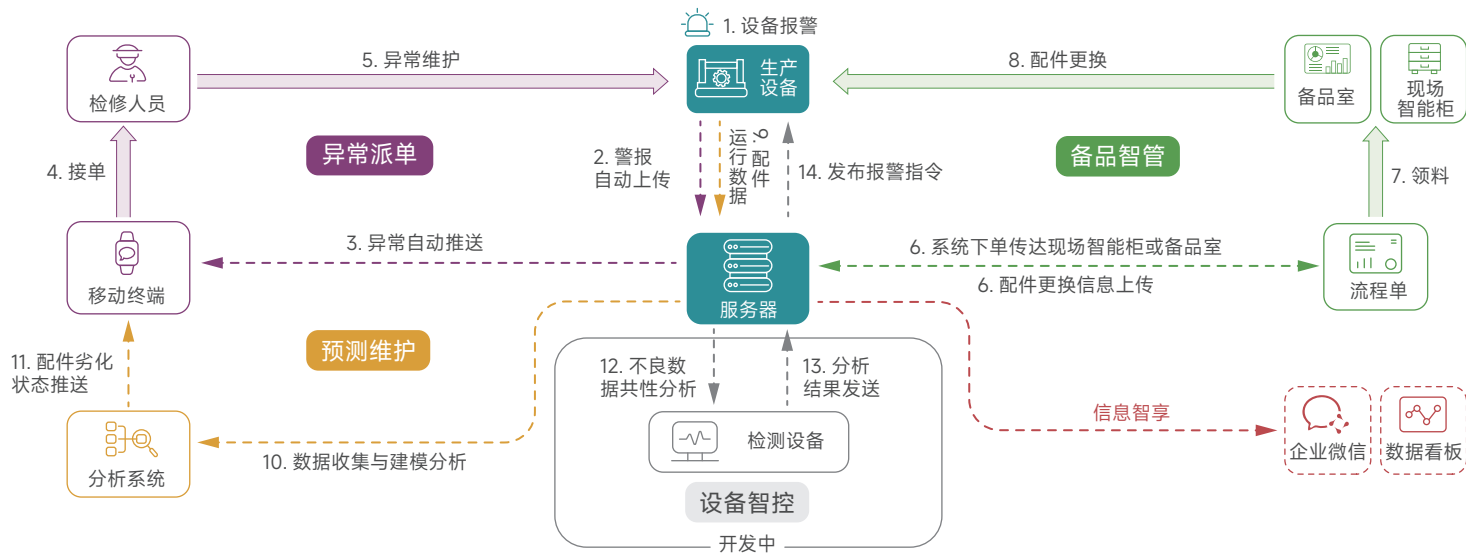 1. 设备报警
生产
设备
5. 异常维护
8. 配件更换
检修人员
备品室
现场
智能柜
异常派单
备品智管
4. 接单
2. 警报
自动上传
9. 配件
运行数据
14. 发布报警指令
7. 领料
3. 异常自动推送
6. 系统下单传达现场智能柜或备品室
6. 配件更换信息上传
移动终端
服务器
流程单
预测维护
11. 配件劣化
状态推送
12. 不良数
据共性分析
13. 分析
结果发送
信息智享
检测设备
企业微信
数据看板
分析系统
10. 数据收集与建模分析
设备智控
开发中